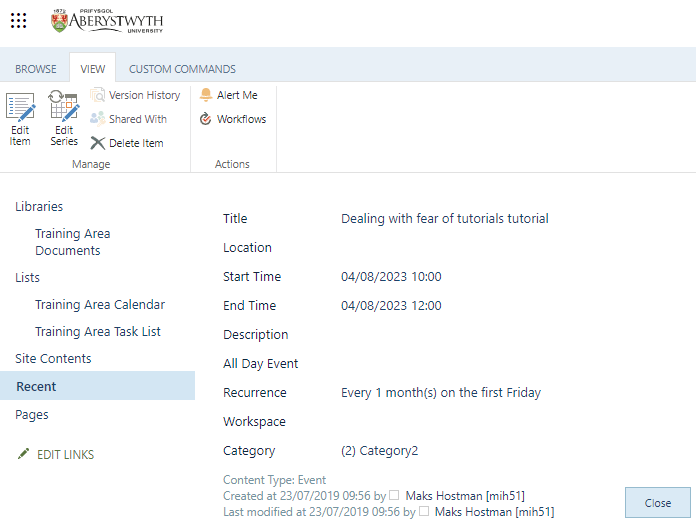 PRIFYSGOL
1872 ABERYSTWYTH
UNIVERSITY
BROWSE VIEW CUSTOM COMMANDS
Edit Item
Edit Series
Version History
Shared With
Delete Item
Manage
Alert Me
Workflows
Actions
Libraries
Training Area
Documents
Lists
Training Area Calendar
Training Area Task List
Site Contents
Recent
Pages
EDIT LINKS
Title Dealing with fear of tutorials tutorial
Location
Start Time 04/08/2023 10:00
End Time 04/08/2023 12:00
Description
All Day Event
Recurrence Every 1 month(s) on the first Friday
Workspace
Category (2) Category2
Content Type: Event
Created at 23/07/2019 09:56 by Maks Hostman [mih51]
Last modified at 23/07/2019 09:56 by Maks Hostman [mih51]
Close